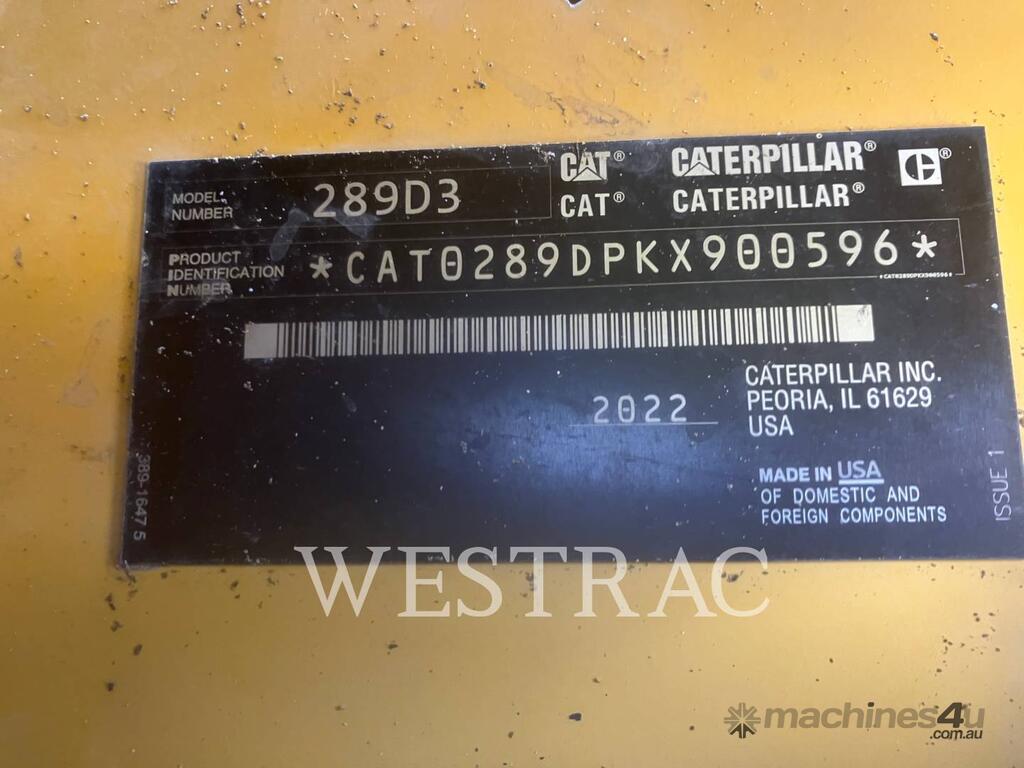 CAT® CATERPILLAR®
MODEL NUMBER 289D3 CAT® CATERPILLAR®
PRODUCT IDENTIFICATION NUMBER *CAT0289DPKX900596*
*CAT0289DPKX900596*
2022
CATERPILLAR INC.
PEORIA, IL 61629
USA
MADE IN USA
OF DOMESTIC AND
FOREIGN COMPONENTS
389-1647 5
ISSUE 1
WESTRAC
machines4u
.com.au